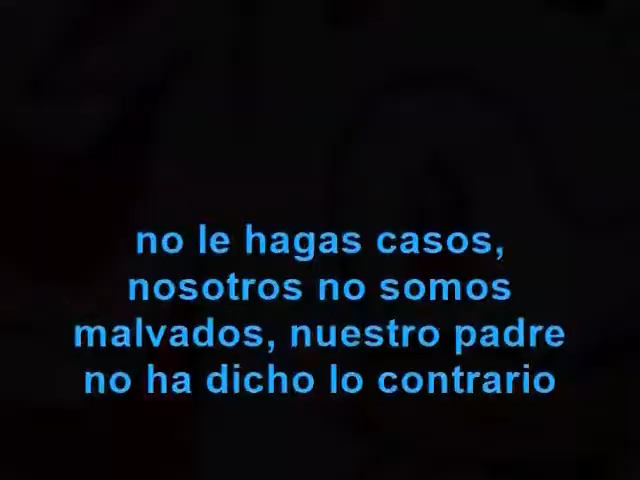 no le hagas casos,
nosotros no somos
malvados, nuestro padre
no ha dicho lo contrario